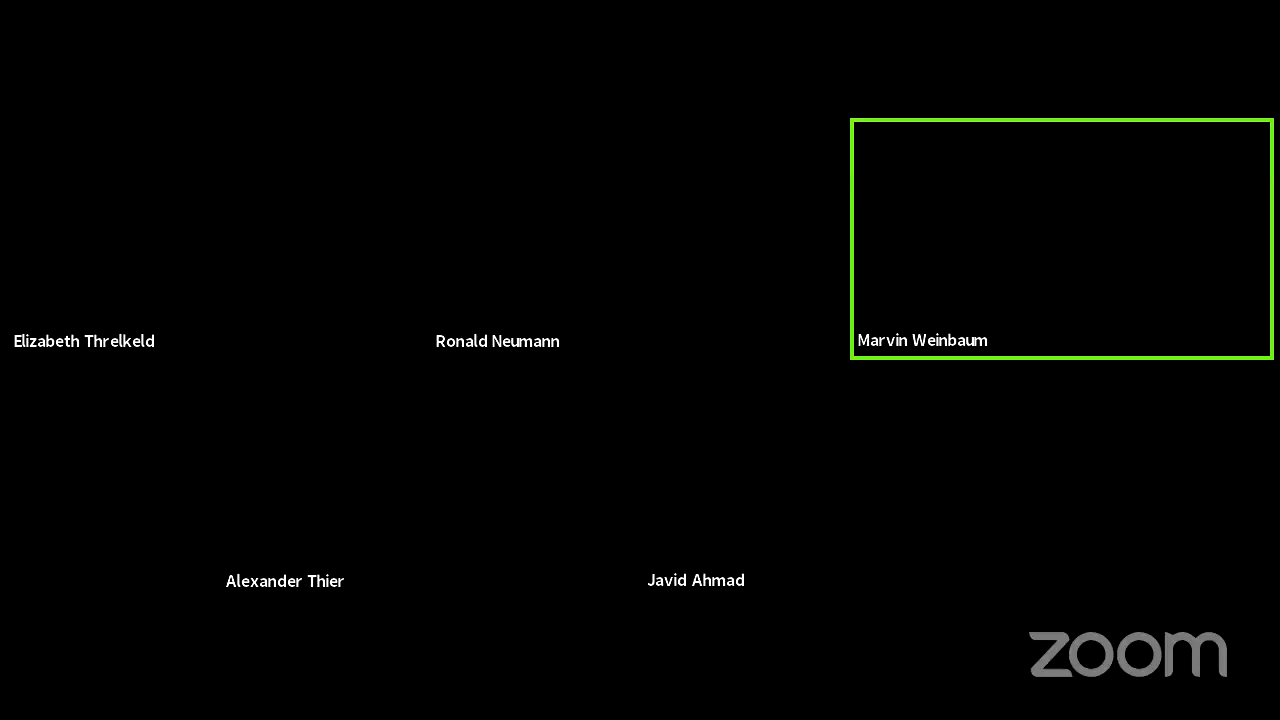 Elizabeth Threlkeld
Ronald Neumann
Marvin Weinbaum
Alexander Thier
Javid Ahmad
zoom